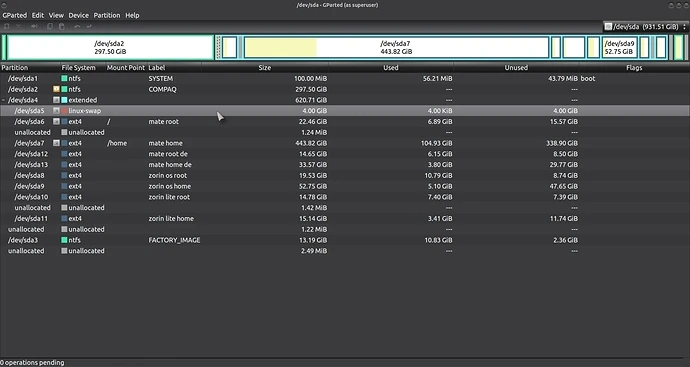 /dev/sda - GParted (as superuser)
GParted Edit View Device Partition Help
/dev/sda (931.51 GiB)
/dev/sda2
297.50 GiB
/dev/sda7
443.82 GiB
/dev/sda9
52.75 GiB
Partition File System Mount Point Label Size Used Unused Flags
/dev/sda1 ntfs SYSTEM 100.00 MiB 56.21 MiB 43.79 MiB boot
/dev/sda2 ntfs COMPAQ 297.50 GiB --- ---
/dev/sda4 extended 620.71 GiB --- ---
/dev/sda5 linux-swap 4.00 GiB 4.00 KiB 4.00 GiB
/dev/sda6 ext4 / mate root 22.46 GiB 6.89 GiB 15.57 GiB
unallocated unallocated 1.24 MiB --- ---
/dev/sda7 ext4 /home mate home 443.82 GiB 104.93 GiB 338.90 GiB
/dev/sda12 ext4 mate root de 14.65 GiB 6.15 GiB 8.50 GiB
/dev/sda13 ext4 mate home de 33.57 GiB 3.80 GiB 29.77 GiB
/dev/sda8 ext4 zorin os root 19.53 GiB 10.79 GiB 8.74 GiB
/dev/sda9 ext4 zorin os home 52.75 GiB 5.10 GiB 47.65 GiB
/dev/sda10 ext4 zorin lite root 14.78 GiB 7.40 GiB 7.39 GiB
unallocated unallocated 1.42 MiB --- ---
/dev/sda11 ext4 zorin lite home 15.14 GiB 3.41 GiB 11.74 GiB
unallocated unallocated 1.22 MiB --- ---
/dev/sda3 ntfs FACTORY_IMAGE 13.19 GiB 10.83 GiB 2.36 GiB
unallocated unallocated 2.49 MiB --- ---
0 operations pending